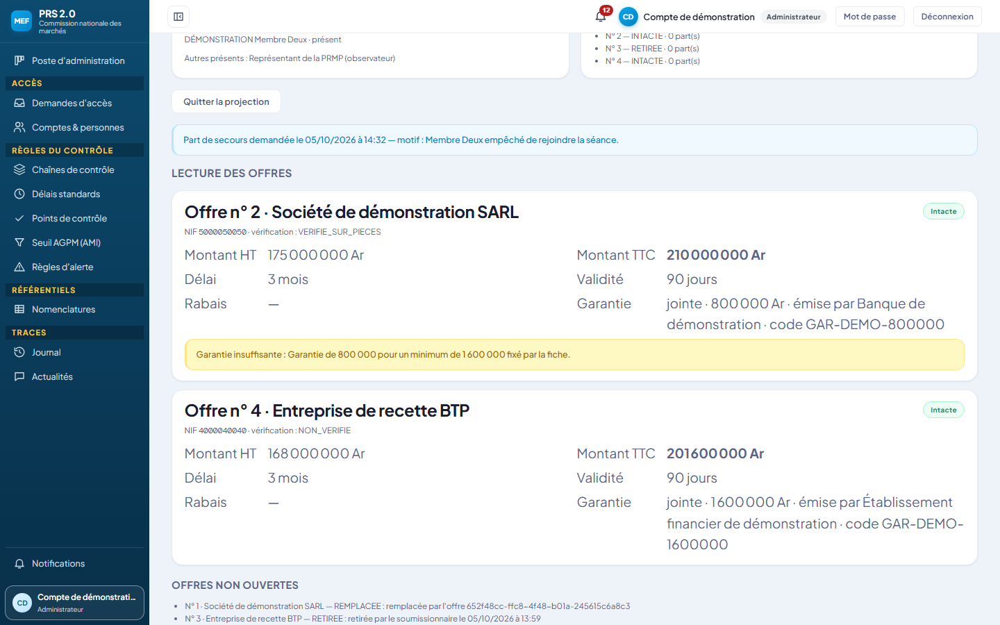 MEF
PRS 2.0
Commission nationale des
marchés
Poste d'administration
ACCÈS
Demandes d'accès
Comptes & personnes
RÈGLES DU CONTRÔLE
Chaînes de contrôle
Délais standards
Points de contrôle
Seuil AGPM (AMI)
Règles d'alerte
RÉFÉRENTIELS
Nomenclatures
TRACES
Journal
Actualités
Notifications
CD
Compte de démonstrati...
Administrateur
12
CD
Compte de démonstration
Administrateur
Mot de passe
Déconnexion
DÉMONSTRATION Membre Deux · présent
Autres présents : Représentant de la PRMP (observateur)
N° 2 — INTACTE · 0 part(s)
N° 3 — RETIREE · 0 part(s)
N° 4 — INTACTE · 0 part(s)
Quitter la projection
Part de secours demandée le 05/10/2026 à 14:32 — motif : Membre Deux empêché de rejoindre la séance.
LECTURE DES OFFRES
Offre n° 2 · Société de démonstration SARL
Intacte
NIF 5000050050 · vérification : VERIFIE_SUR_PIECES
Montant HT 175 000 000 Ar
Montant TTC 210 000 000 Ar
Délai 3 mois
Validité 90 jours
Rabais —
Garantie jointe · 800 000 Ar · émise par Banque de
démonstration · code GAR-DEMO-800000
Garantie insuffisante : Garantie de 800 000 pour un minimum de 1 600 000 fixé par la fiche.
Offre n° 4 · Entreprise de recette BTP
Intacte
NIF 4000040040 · vérification : NON_VERIFIE
Montant HT 168 000 000 Ar
Montant TTC 201 600 000 Ar
Délai 3 mois
Validité 90 jours
Rabais —
Garantie jointe · 1 600 000 Ar · émise par Établissement
financier de démonstration · code GAR-DEMO-
1600000
OFFRES NON OUVERTES
N° 1 · Société de démonstration SARL — REMPLACEE : remplacée par l'offre 652f48cc-ffc8-4f48-b01a-245615c6a8c3
N° 3 · Entreprise de recette BTP — RETIREE : retirée par le soumissionnaire le 05/10/2026 à 13:59